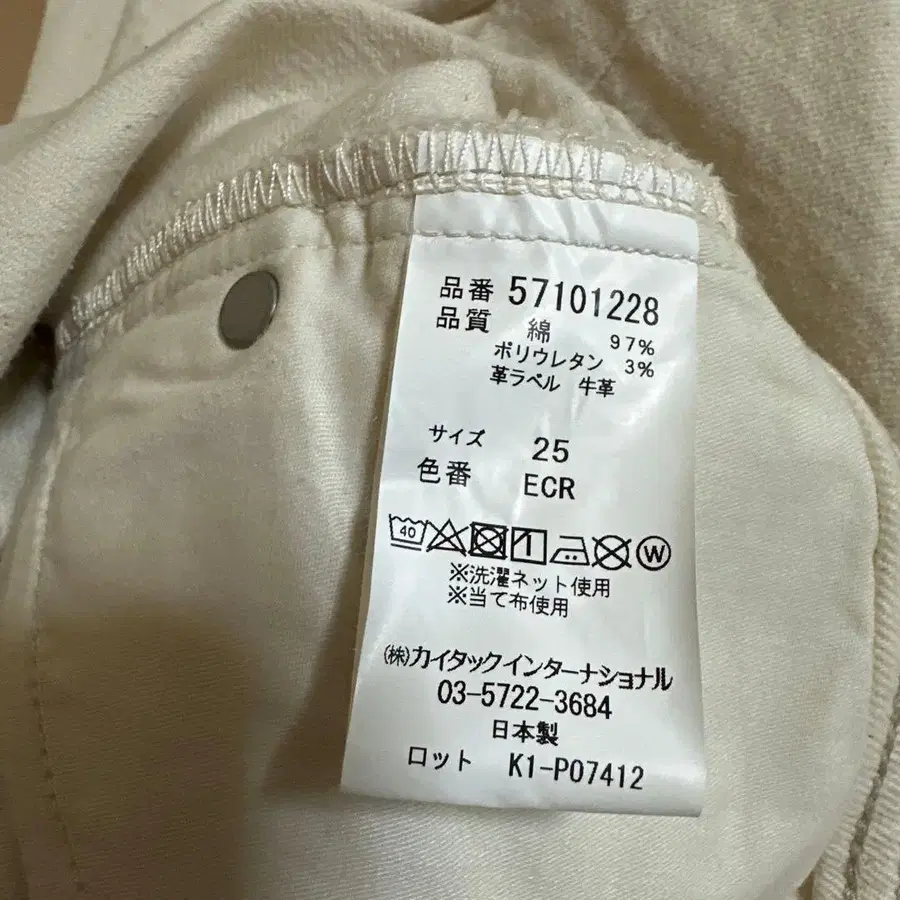 品番 57101228
品質 綿 97%
ポリウレタン 3%
革ラベル 牛革
サイズ 25
色番 ECR
40 W
※洗濯ネット使用
※当て布使用
(株)カイタックインターナショナル
03-5722-3684
日本製
ロット K1-P07412